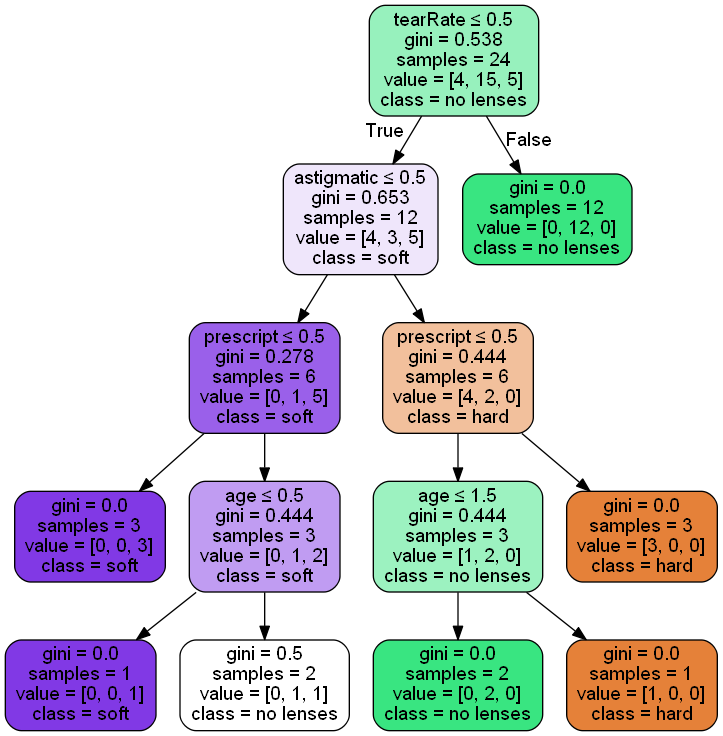 tearRate ≤ 0.5
gini = 0.538
samples = 24
value = [4, 15, 5]
class = no lenses
True
False
astigmatic ≤ 0.5
gini = 0.653
samples = 12
value = [4, 3, 5]
class = soft
gini = 0.0
samples = 12
value = [0, 12, 0]
class = no lenses
prescript ≤ 0.5
gini = 0.278
samples = 6
value = [0, 1, 5]
class = soft
prescript ≤ 0.5
gini = 0.444
samples = 6
value = [4, 2, 0]
class = hard
gini = 0.0
samples = 3
value = [0, 0, 3]
class = soft
age ≤ 0.5
gini = 0.444
samples = 3
value = [0, 1, 2]
class = soft
age ≤ 1.5
gini = 0.444
samples = 3
value = [1, 2, 0]
class = no lenses
gini = 0.0
samples = 3
value = [3, 0, 0]
class = hard
gini = 0.0
samples = 1
value = [0, 0, 1]
class = soft
gini = 0.5
samples = 2
value = [0, 1, 1]
class = no lenses
gini = 0.0
samples = 2
value = [0, 2, 0]
class = no lenses
gini = 0.0
samples = 1
value = [1, 0, 0]
class = hard